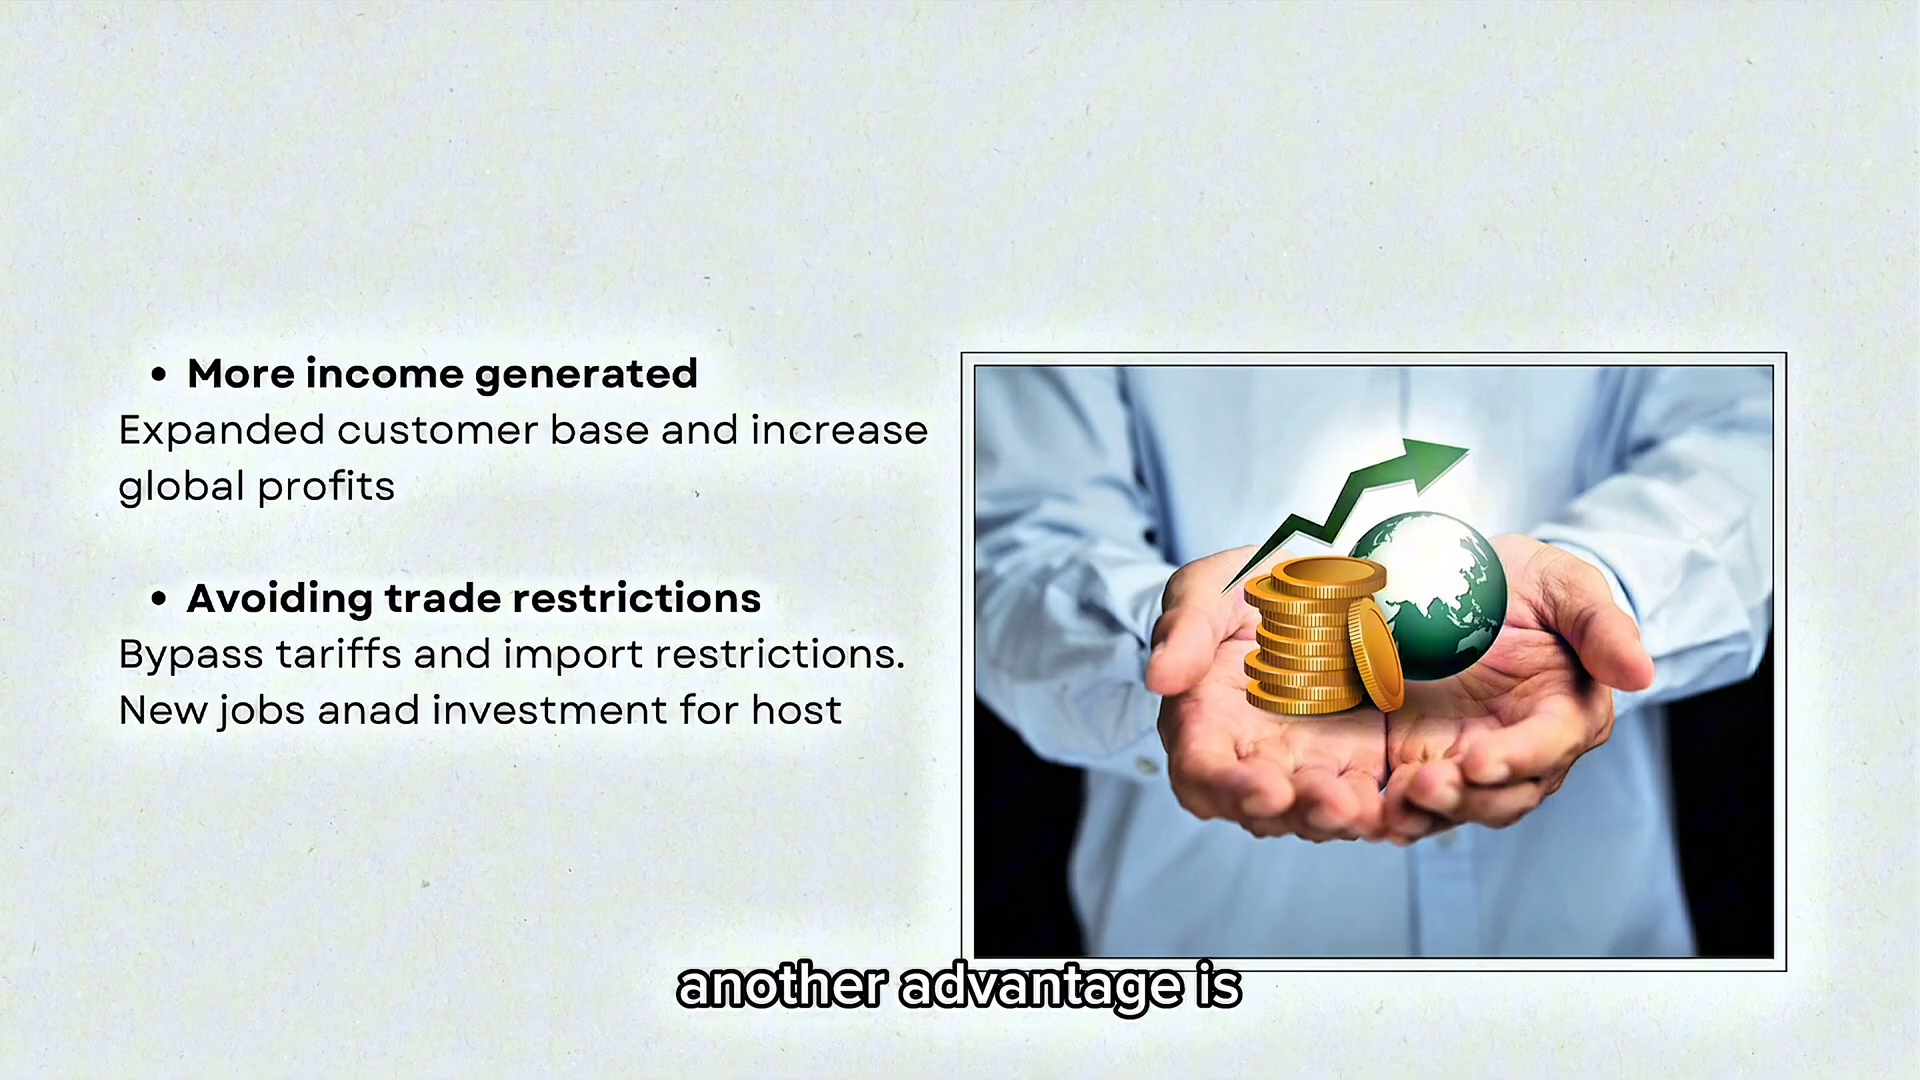 • More income generated
Expanded customer base and increase
global profits
• Avoiding trade restrictions
Bypass tariffs and import restrictions.
New jobs anad investment for host
another advantage is